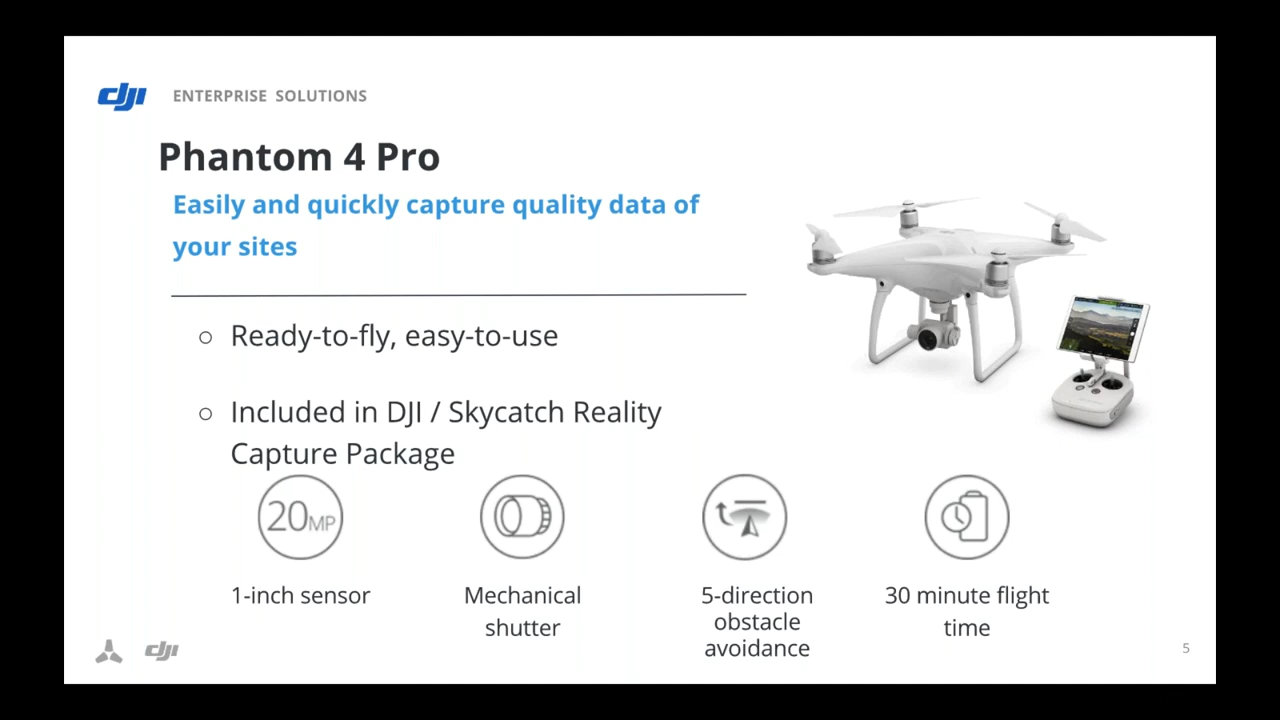 dji ENTERPRISE SOLUTIONS
Phantom 4 Pro
Easily and quickly capture quality data of
your sites
○ Ready-to-fly, easy-to-use
○ Included in DJI / Skycatch Reality
Capture Package
20MP
1-inch sensor
Mechanical
shutter
5-direction
obstacle
avoidance
30 minute flight
time
dji
5